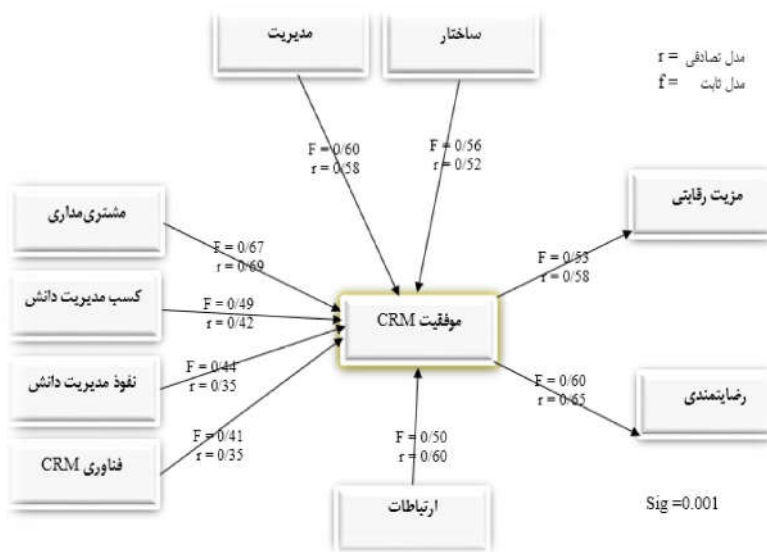 مدیریت
ساختار
r = مدل تصادفی
f = مدل ثابت
F = 0/60
r = 0/58
F = 0/56
r = 0/52
مزیت رقابتی
مشتری‌مداری
F = 0/67
r = 0/69
F = 0/53
r = 0/58
کسب مدیریت دانش
F = 0/49
r = 0/42
موفقیت CRM
نفوذ مدیریت دانش
F = 0/44
r = 0/35
F = 0/60
r = 0/65
رضایتمندی
فناوری CRM
F = 0/41
r = 0/35
F = 0/50
r = 0/60
ارتباطات
Sig =0.001